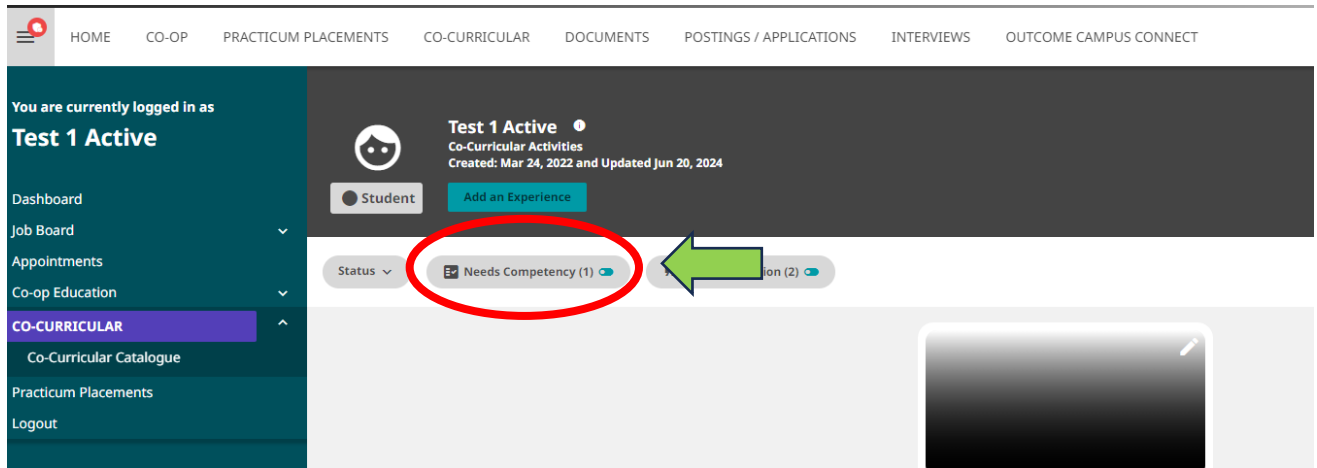 HOME CO-OP PRACTICUM PLACEMENTS CO-CURRICULAR DOCUMENTS POSTINGS / APPLICATIONS INTERVIEWS OUTCOME CAMPUS CONNECT
You are currently logged in as
Test 1 Active
Dashboard
Job Board
Appointments
Co-op Education
CO-CURRICULAR
Co-Curricular Catalogue
Practicum Placements
Logout
Test 1 Active
Co-Curricular Activities
Created: Mar 24, 2022 and Updated Jun 20, 2024
Student
Add an Experience
Status Needs Competency (1) ion (2)